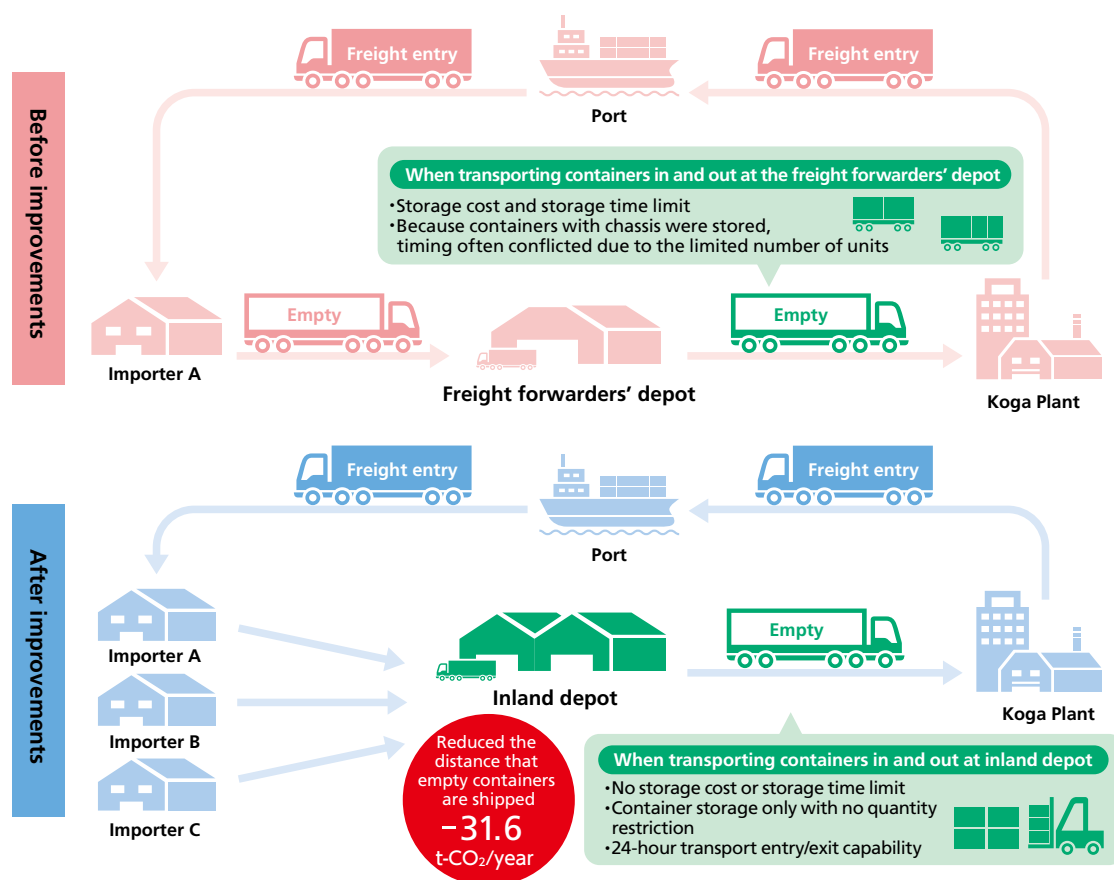 Before improvements
Freight entry
Freight entry
Port
When transporting containers in and out at the freight forwarders’ depot
・Storage cost and storage time limit
・Because containers with chassis were stored,
timing often conflicted due to the limited number of units
Empty
Empty
Importer A
Freight forwarders’ depot
Koga Plant
After improvements
Freight entry
Freight entry
Port
Importer A
Importer B
Importer C
Empty
Inland depot
Koga Plant
Reduced the
distance that
empty containers
are shipped
−31.6
t-CO₂/year
When transporting containers in and out at inland depot
・No storage cost or storage time limit
・Container storage only with no quantity
restriction
・24-hour transport entry/exit capability